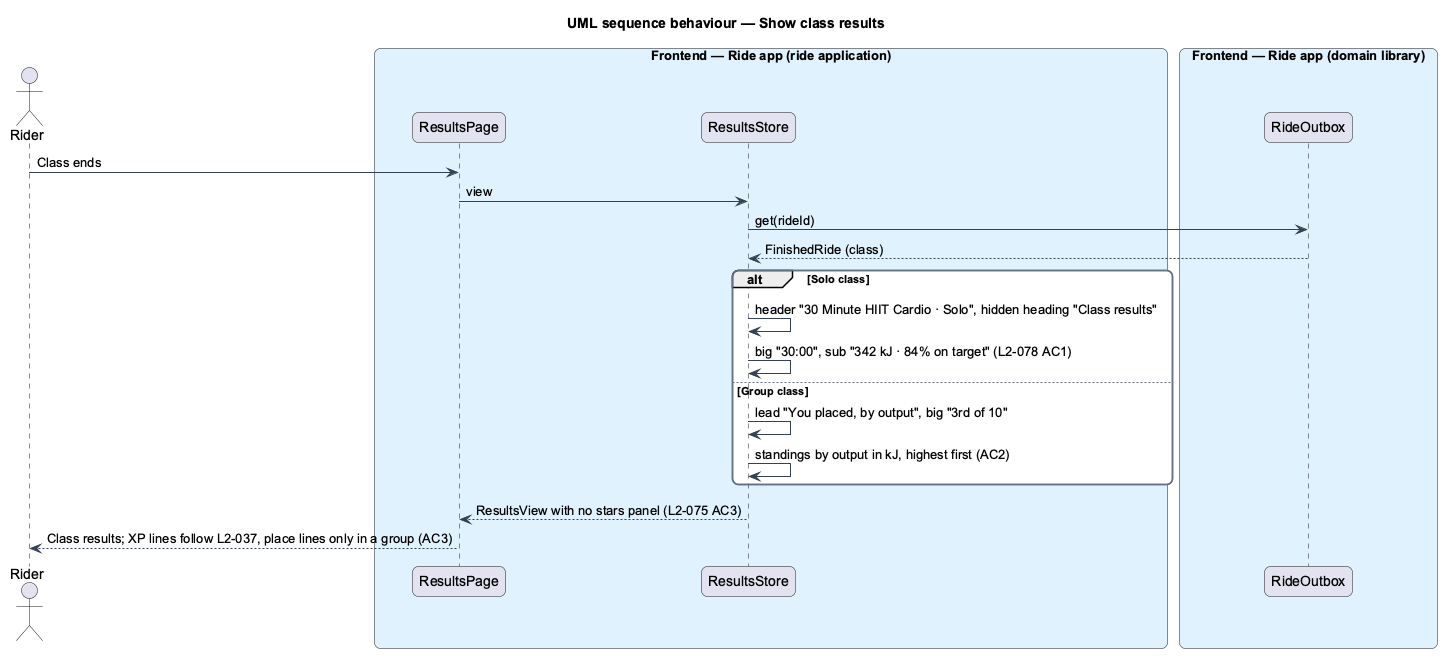 UML sequence behaviour — Show class results
Frontend — Ride app (ride application)
Frontend — Ride app (domain library)
Rider
ResultsPage
ResultsStore
RideOutbox
Class ends
view
get(rideId)
FinishedRide (class)
alt
[Solo class]
header "30 Minute HIIT Cardio · Solo", hidden heading "Class results"
big "30:00", sub "342 kJ · 84% on target" (L2-078 AC1)
[Group class]
lead "You placed, by output", big "3rd of 10"
standings by output in kJ, highest first (AC2)
ResultsView with no stars panel (L2-075 AC3)
Class results; XP lines follow L2-037, place lines only in a group (AC3)
Rider
ResultsPage
ResultsStore
RideOutbox